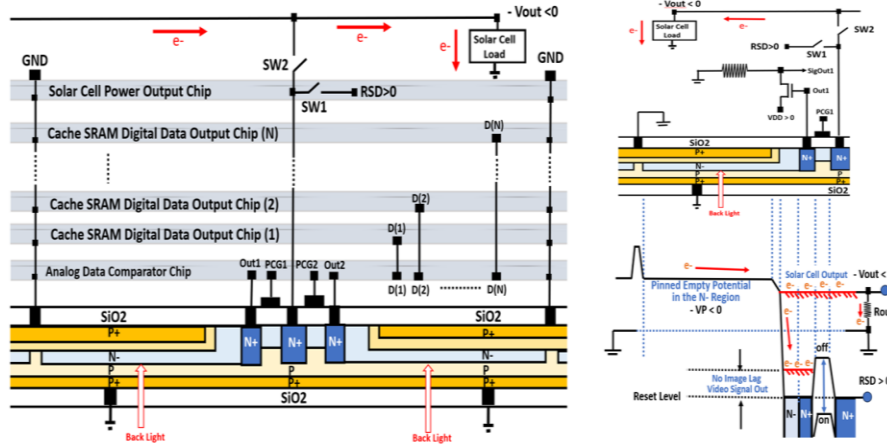 - Vout <0
e-
e-
Solar Cell
Load
GND
SW2
GND
Solar Cell Power Output Chip
SW1
RSD>0
Cache SRAM Digital Data Output Chip (N)
D(N)
Cache SRAM Digital Data Output Chip (2)
D(2)
Cache SRAM Digital Data Output Chip (1)
D(1)
Analog Data Comparator Chip
Out1
PCG1
PCG2
Out2
D(1)
D(2)
D(N)
SiO2
SiO2
P+
N+
N+
N+
P+
N-
N-
P
P
P+
P+
SiO2
Back Light
Back Light
- Vout < 0
e-
Solar Cell
Load
e-
SW2
RSD>0
SW1
SigOut1
Out1
VDD > 0
PCG1
SiO2
P+
N+
N+
N-
P
P
P+
P+
SiO2
Back Light
e-
Solar Cell Output
- Vout <
Pinned Empty Potential
in the N- Region
- VP < 0
e-
e-
e-
e-
e-
Rou
e-
off
No Image Lag
Video Signal Out
e-
e-
e-
Reset Level
RSD > 0
N-
N+
on
N+